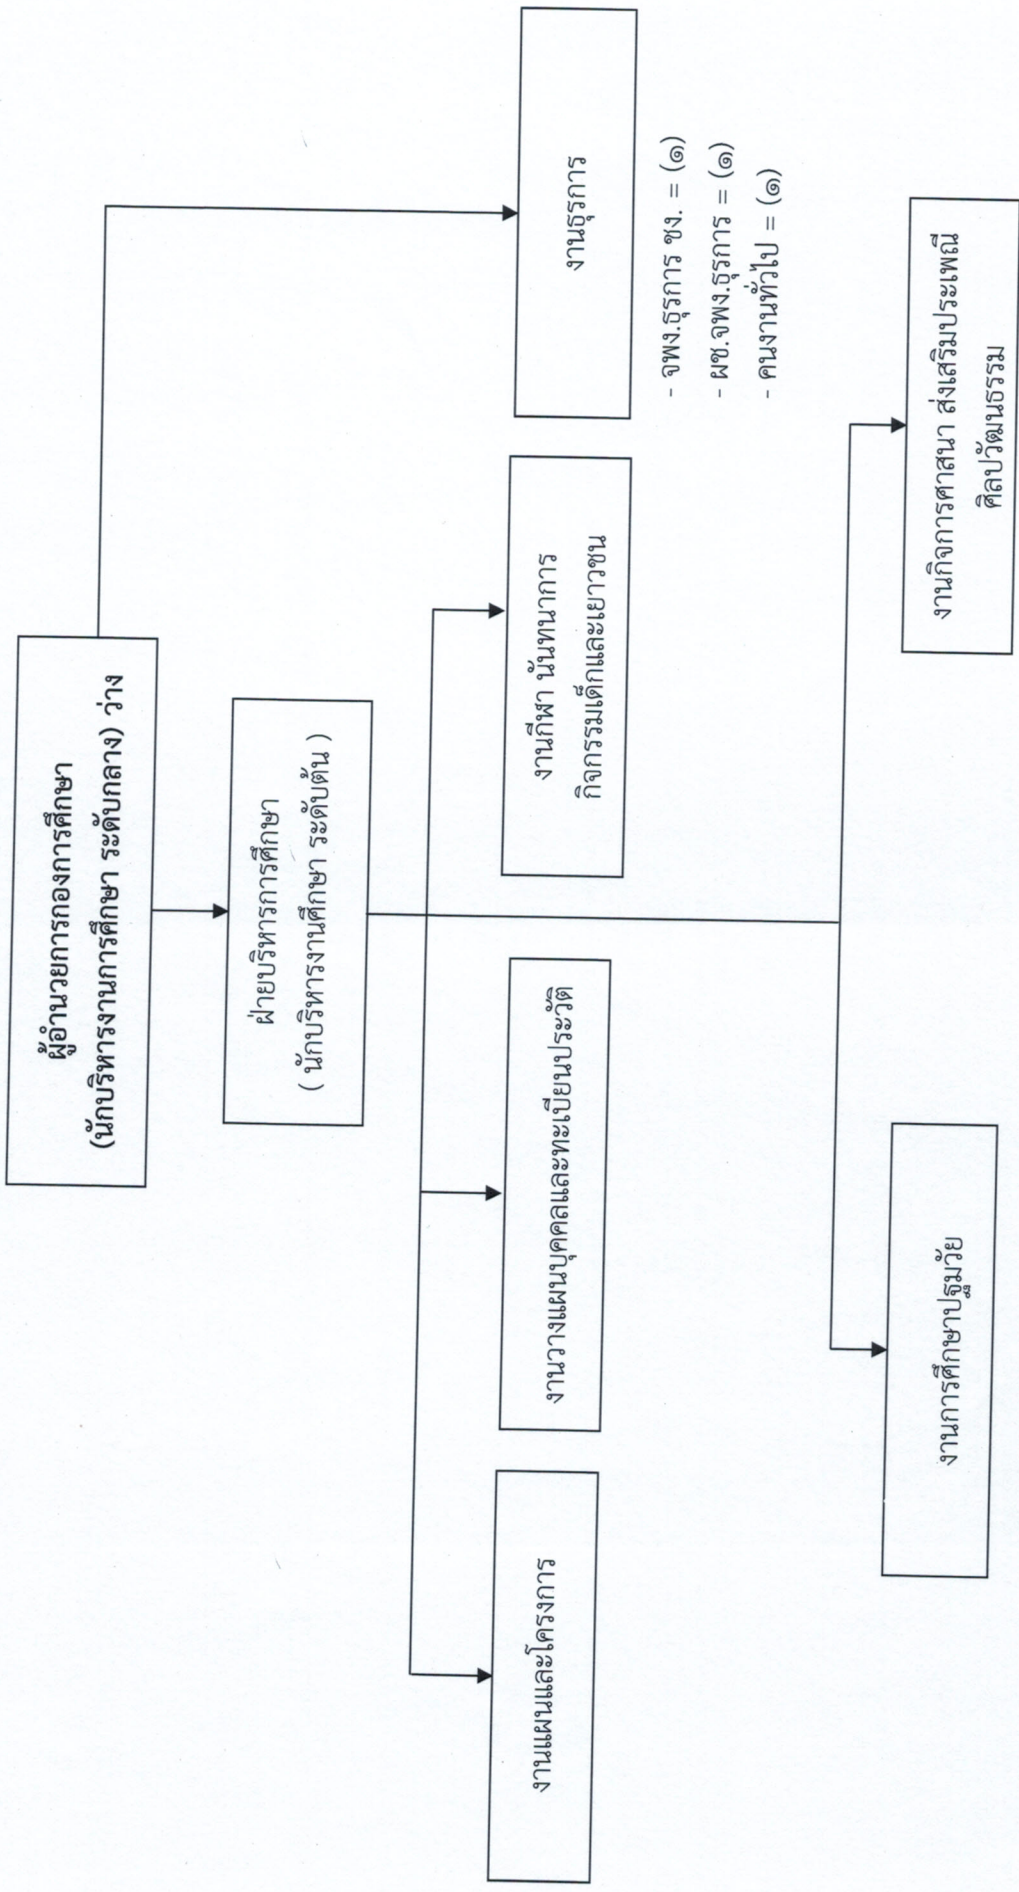 ผู้อำนวยการกองการศึกษา
(นักบริหารงานการศึกษา ระดับกลาง) ว่าง
ฝ่ายบริหารการศึกษา
( นักบริหารงานศึกษา ระดับต้น )
งานแผนและโครงการ
งานวางแผนบุคคลและทะเบียนประวัติ
งานกีฬา นันทนาการ
กิจกรรมเด็กและเยาวชน
งานธุรการ
- จพง.ธุรการ ชง. = (๑)
- ผช.จพง.ธุรการ = (๑)
- คนงานทั่วไป = (๑)
งานการศึกษาปฐมวัย
งานกิจการศาสนา ส่งเสริมประเพณี
ศิลปวัฒนธรรม